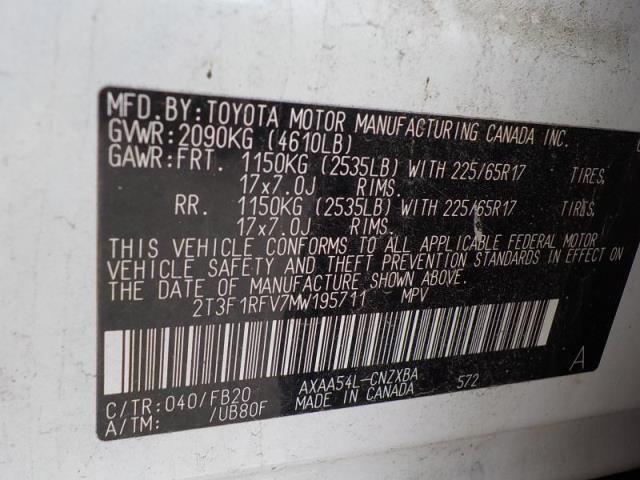 MFD.BY:TOYOTA MOTOR MANUFACTURING CANADA INC.
GVWR:2090KG (4610LB)
GAWR:FRT. 1150KG (2535LB) WITH 225/65R17 TIRES,
17x7.0J RIMS.
RR. 1150KG (2535LB) WITH 225/65R17 TIRES,
17x7.0J RIMS.
THIS VEHICLE CONFORMS TO ALL APPLICABLE FEDERAL MOTOR
VEHICLE SAFETY AND THEFT PREVENTION STANDARDS IN EFFECT ON
THE DATE OF MANUFACTURE SHOWN ABOVE.
2T3F1RFV7MW195711 MPV
AXAA54L-CNZXBA 572 A
C/TR:040/FB20 MADE IN CANADA
A/TM: /UB80F